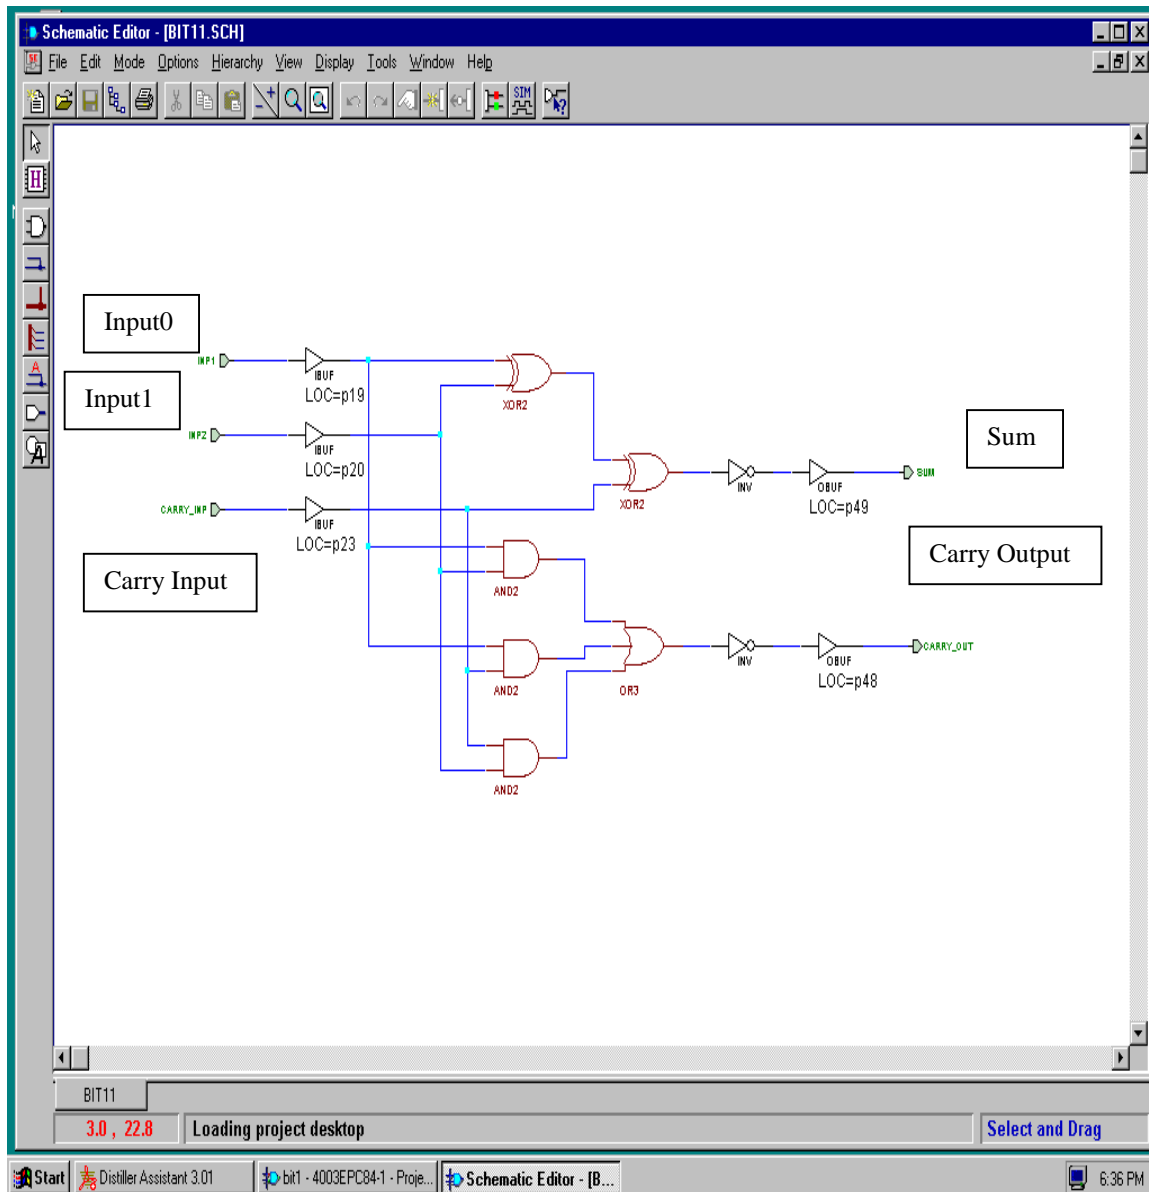 Schematic Editor - [BIT11.SCH]
File Edit Mode Options Hierarchy View Display Tools Window Help
SIM
H
Input0
INP1
IBUF
LOC=p19
XOR2
Input1
INP2
IBUF
LOC=p20
Sum
XOR2
INV
OBUF
SUM
LOC=p49
CARRY_INP
IBUF
LOC=p23
Carry Input
AND2
Carry Output
AND2
OR3
INV
OBUF
CARRY_OUT
LOC=p48
AND2
BIT11
3.0 , 22.8 Loading project desktop Select and Drag
Start Distiller Assistant 3.01 bit1 - 4003EPC84-1 - Proje... Schematic Editor - [B... 6:36 PM